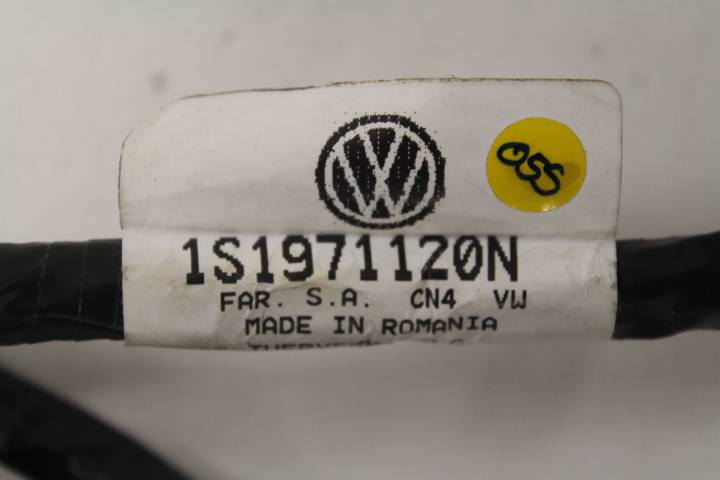 055
1S1971120N
FAR. S.A. CN4 VW
MADE IN ROMANIA